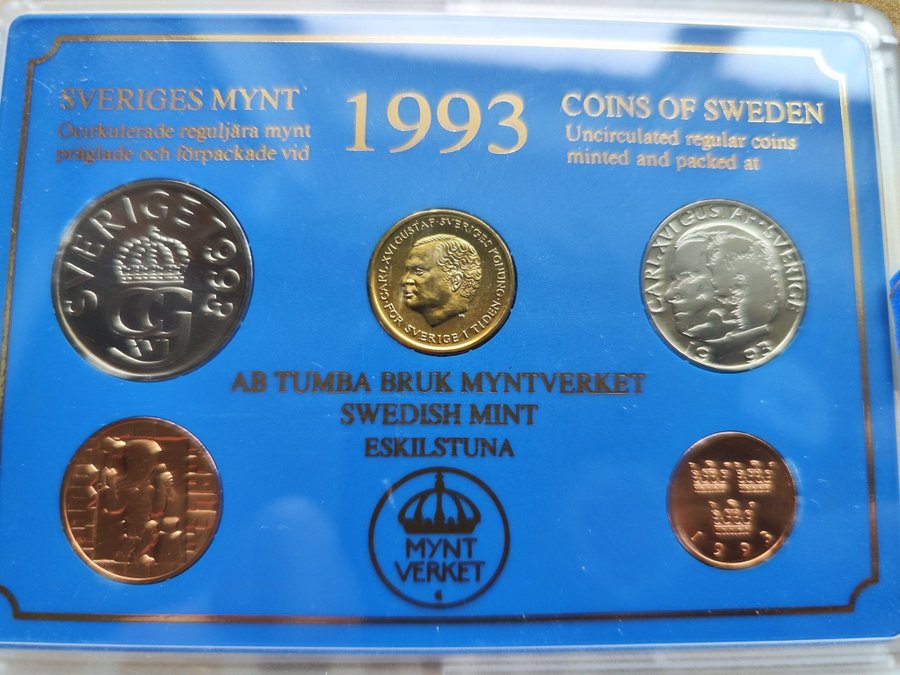 SVERIGES MYNT
Ocirkulerade reguljära mynt
präglade och förpackade vid
1993
COINS OF SWEDEN
Uncirculated regular coins
minted and packed at
SVERIGE 1993
CARL XVI GUSTAF · SVERIGES KONUNG ·
FÖR SVERIGE I TIDEN
CARL XVI GUSTAF · SVERIGE
1993
AB TUMBA BRUK MYNTVERKET
SWEDISH MINT
ESKILSTUNA
MYNT
VERKET
1993